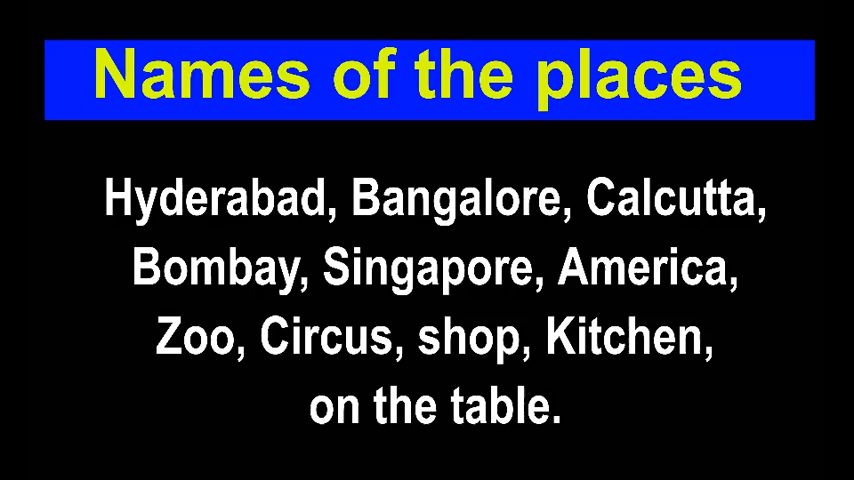 Names of the places
Hyderabad, Bangalore, Calcutta,
Bombay, Singapore, America,
Zoo, Circus, shop, Kitchen,
on the table.